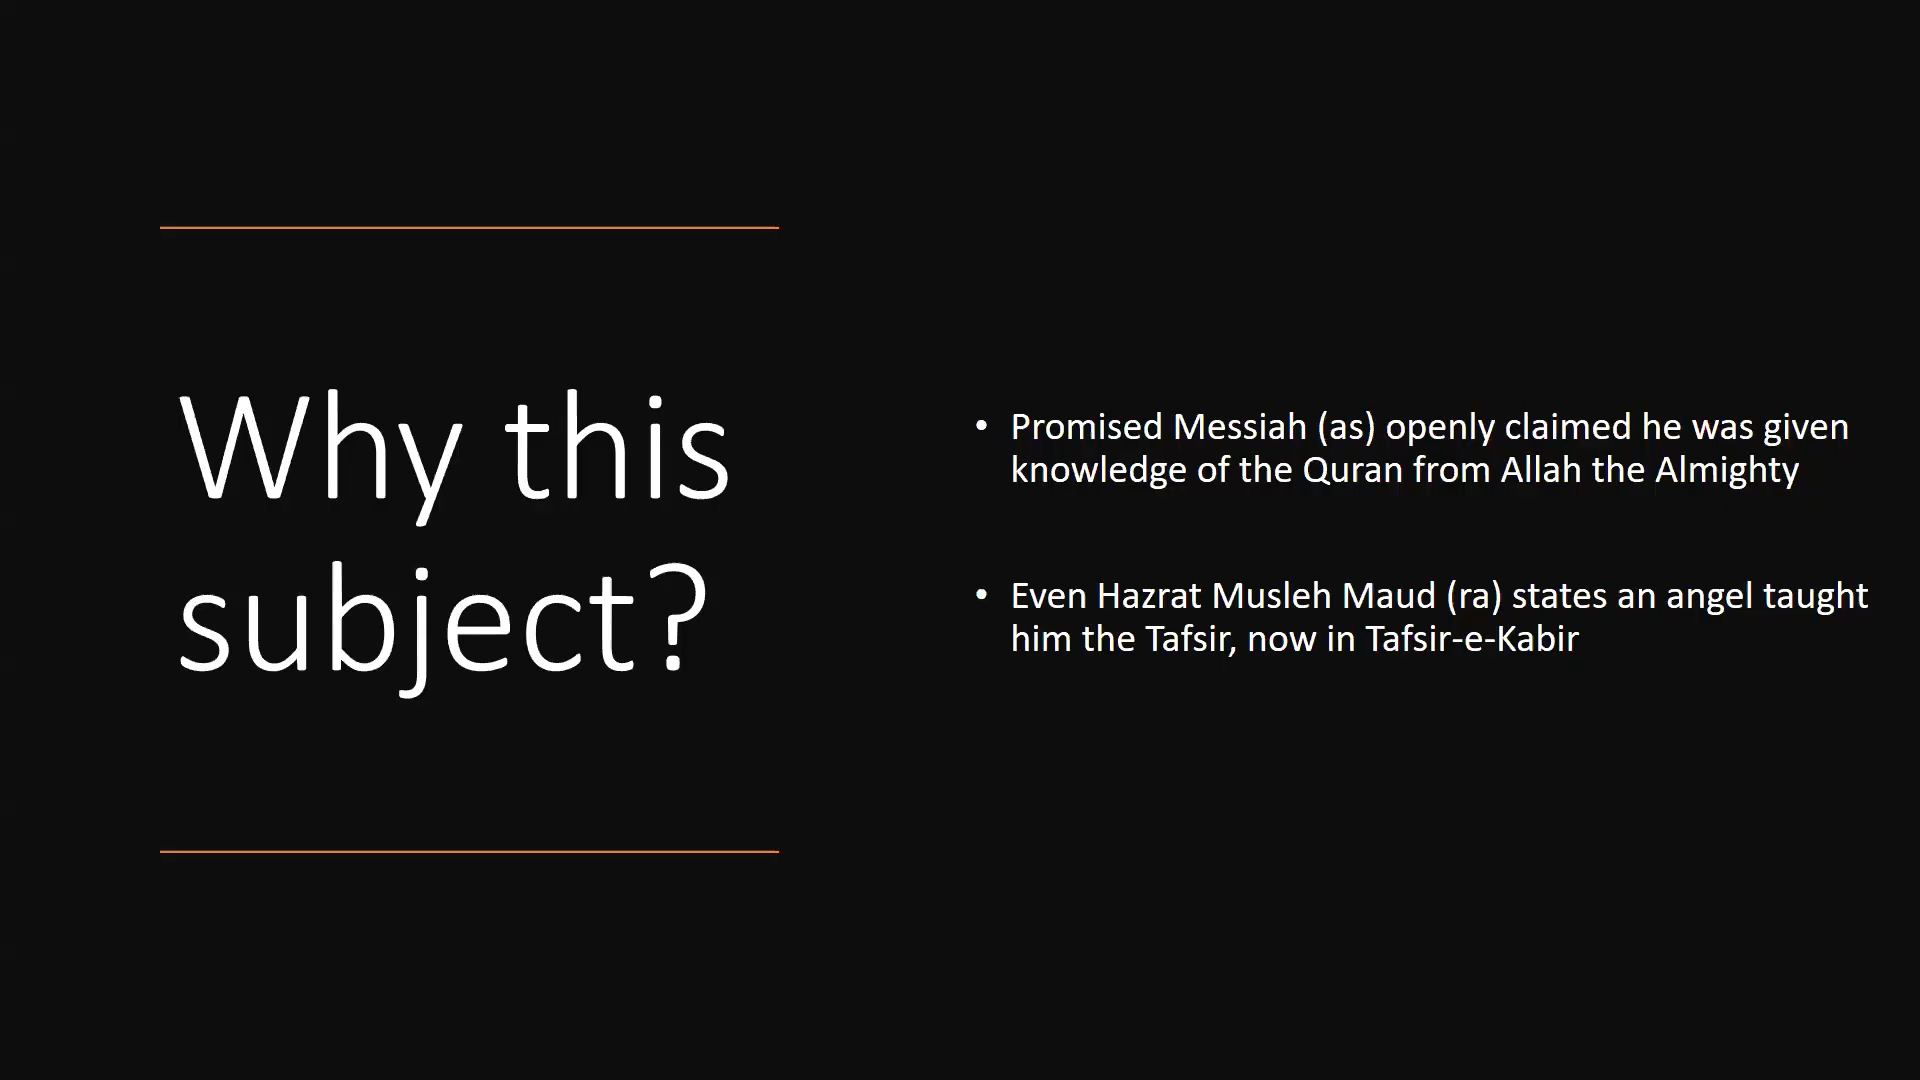 Why this
subject?
• Promised Messiah (as) openly claimed he was given
knowledge of the Quran from Allah the Almighty
• Even Hazrat Musleh Maud (ra) states an angel taught
him the Tafsir, now in Tafsir-e-Kabir